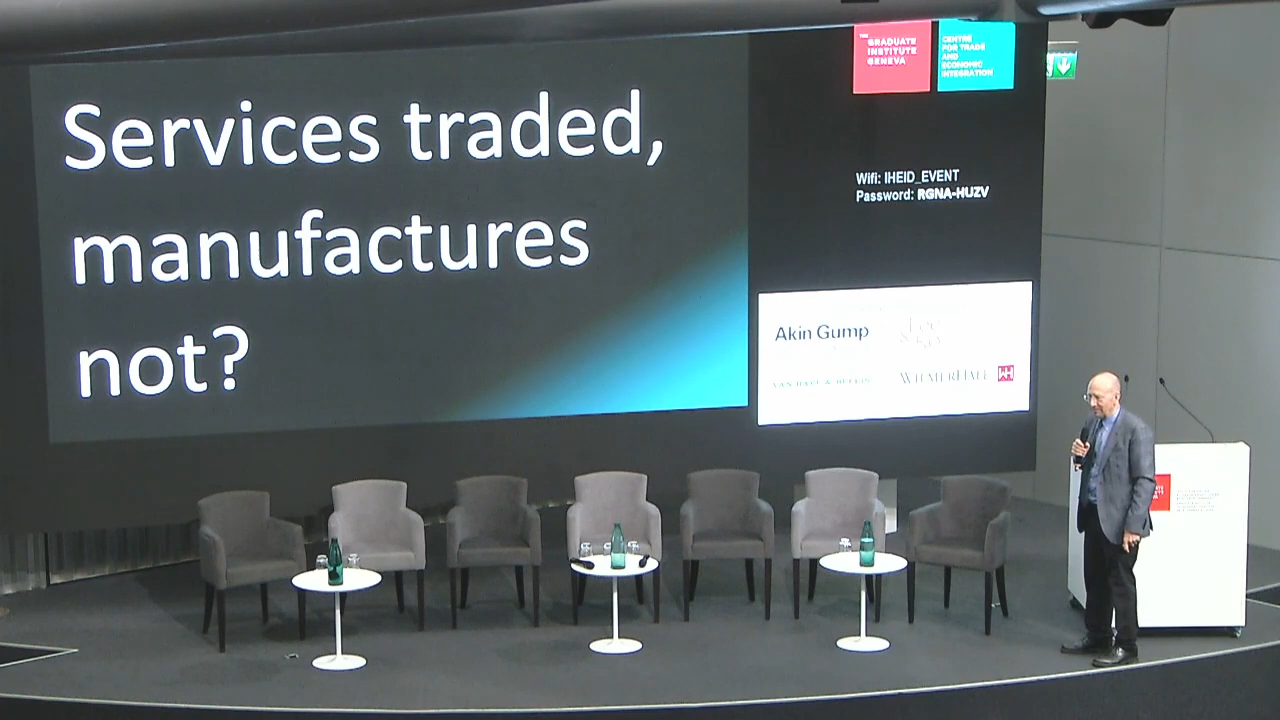 Services traded,
manufactures
not?
THE
GRADUATE
INSTITUTE
GENEVA
CENTRE
FOR TRADE
AND
ECONOMIC
INTEGRATION
Wifi: IHEID_EVENT
Password: RGNA-HUZV
Akin Gump
WILMERHALE WH